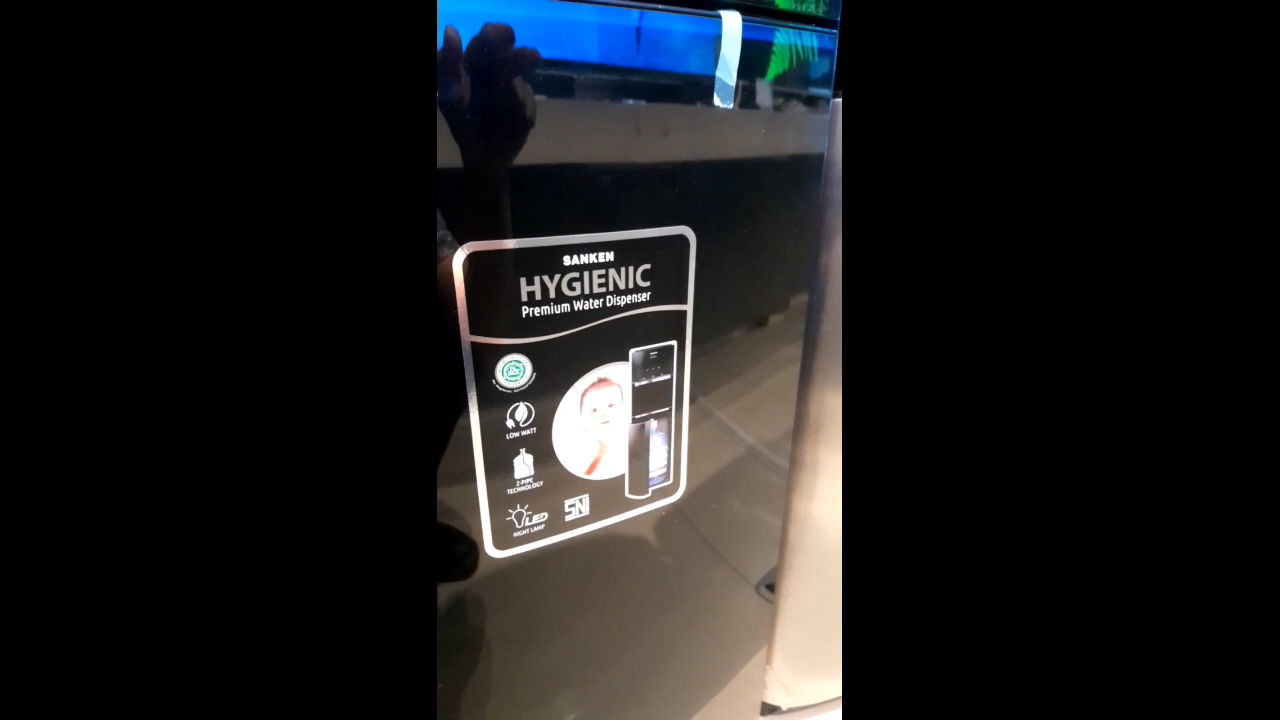 SANKEN
HYGIENIC
Premium Water Dispenser
LOW WATT
2-PIPE
TECHNOLOGY
LED
NIGHT LAMP
SNI